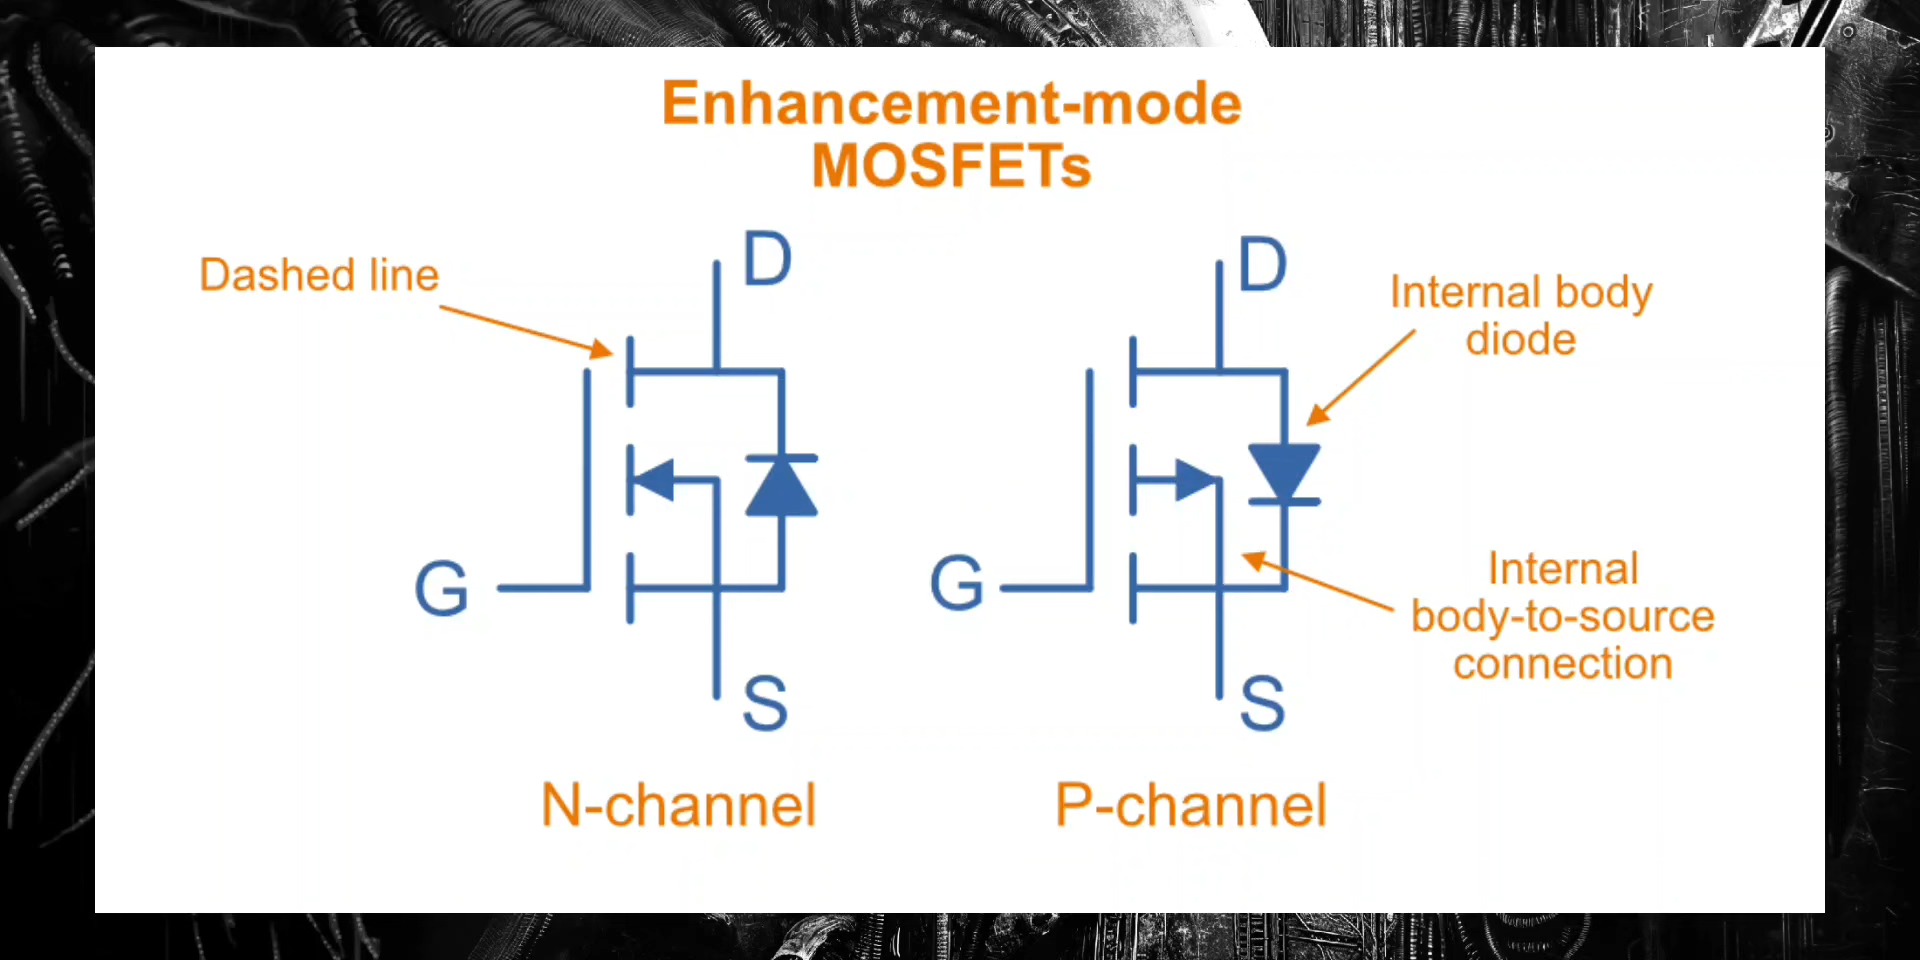 Enhancement-mode
MOSFETs
Dashed line
D
D
Internal body
diode
G
G
Internal
body-to-source
connection
S
S
N-channel
P-channel